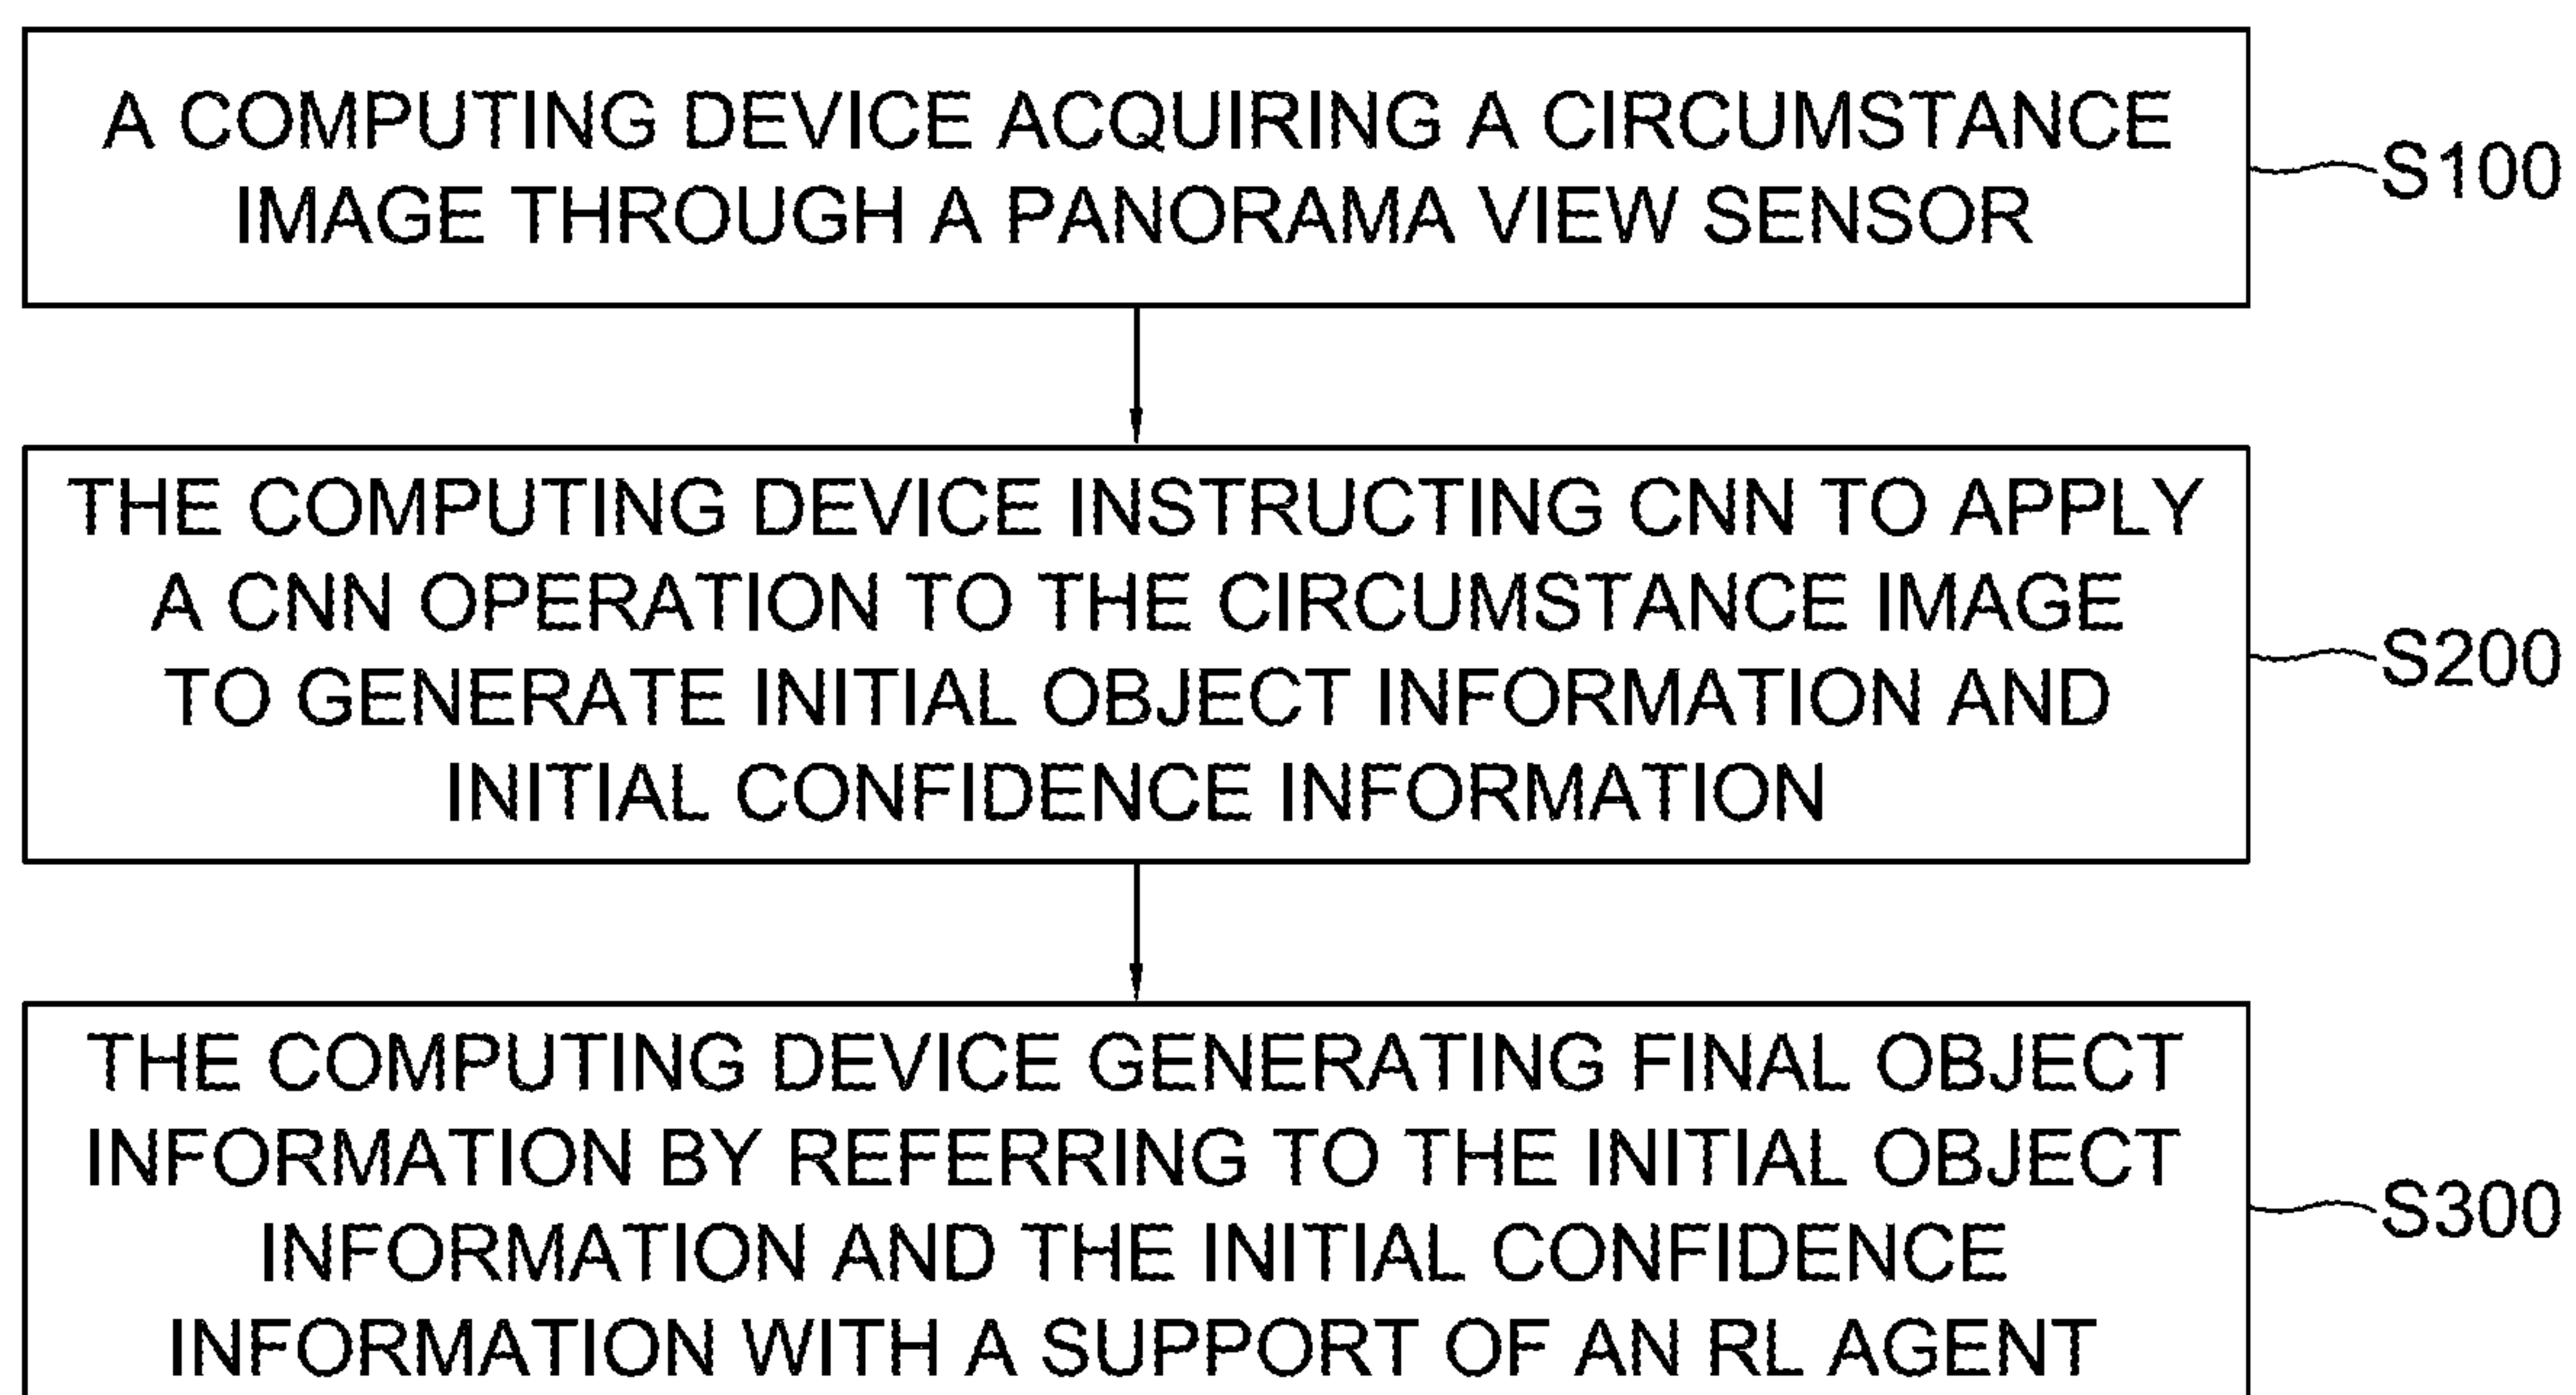 A COMPUTING DEVICE ACQUIRING A CIRCUMSTANCE
IMAGE THROUGH A PANORAMA VIEW SENSOR
S100
THE COMPUTING DEVICE INSTRUCTING CNN TO APPLY
A CNN OPERATION TO THE CIRCUMSTANCE IMAGE
TO GENERATE INITIAL OBJECT INFORMATION AND
INITIAL CONFIDENCE INFORMATION
S200
THE COMPUTING DEVICE GENERATING FINAL OBJECT
INFORMATION BY REFERRING TO THE INITIAL OBJECT
INFORMATION AND THE INITIAL CONFIDENCE
INFORMATION WITH A SUPPORT OF AN RL AGENT
S300